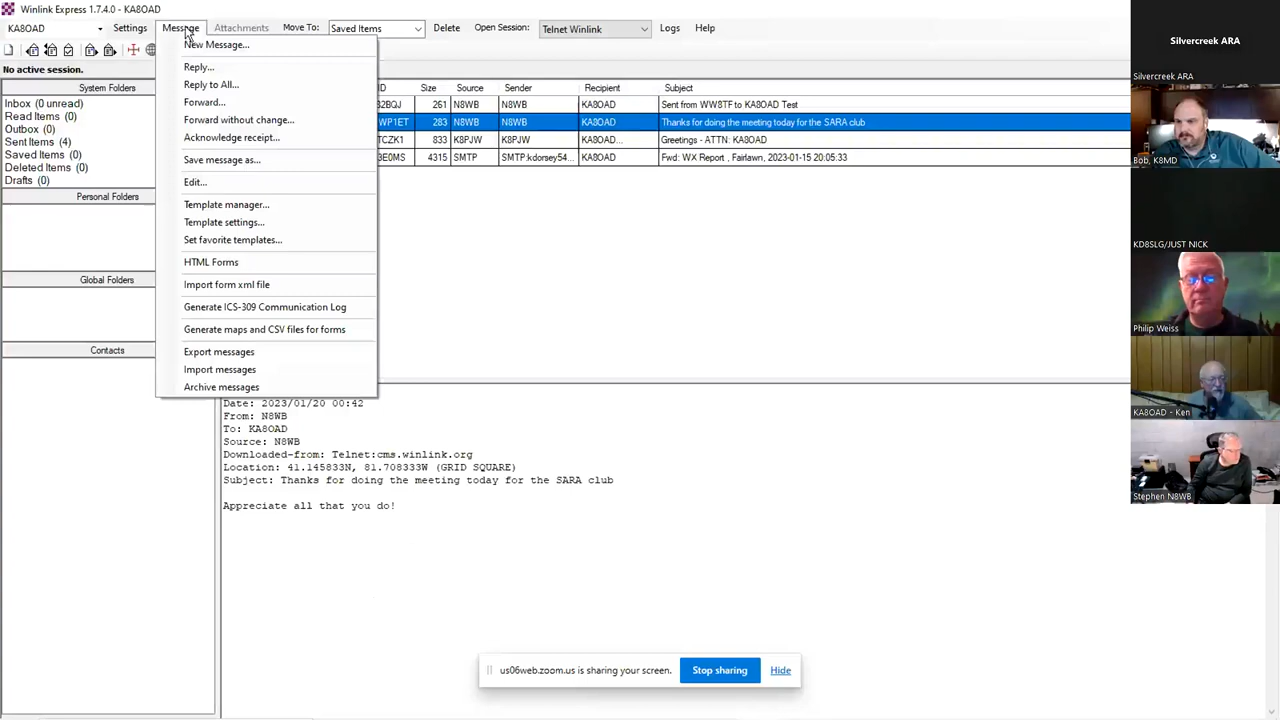 Winlink Express 1.7.4.0 - KA8OAD
KA8OAD Settings Message Attachments Move To: Saved Items Delete Open Session: Telnet Winlink Logs Help
No active session.
System Folders
Inbox (0 unread)
Read Items (0)
Outbox (0)
Sent Items (4)
Saved Items (0)
Deleted Items (0)
Drafts (0)
Personal Folders
Global Folders
Contacts
New Message...
Reply...
Reply to All...
Forward...
Forward without change...
Acknowledge receipt...
Save message as...
Edit...
Template manager...
Template settings...
Set favorite templates...
HTML Forms
Import form xml file
Generate ICS-309 Communication Log
Generate maps and CSV files for forms
Export messages
Import messages
Archive messages
ID Size Source Sender Recipient Subject
32BQJ 261 N8WB N8WB KA8OAD Sent from WW8TF to KA8OAD Test
WP1ET 283 N8WB N8WB KA8OAD Thanks for doing the meeting today for the SARA club
TCZK1 833 K8PJW K8PJW KA8OAD... Greetings - ATTN: KA8OAD
3E0MS 4315 SMTP SMTP:kdorsey54... KA8OAD Fwd: WX Report , Fairlawn, 2023-01-15 20:05:33
Date: 2023/01/20 00:42
From: N8WB
To: KA8OAD
Source: N8WB
Downloaded-from: Telnet:cms.winlink.org
Location: 41.145833N, 81.708333W (GRID SQUARE)
Subject: Thanks for doing the meeting today for the SARA club
Appreciate all that you do!
us06web.zoom.us is sharing your screen. Stop sharing Hide
Silvercreek ARA
Silvercreek ARA
Bob, K8MD
KD8SLG/JUST NICK
Philip Weiss
KA8OAD - Ken
Stephen N8WB